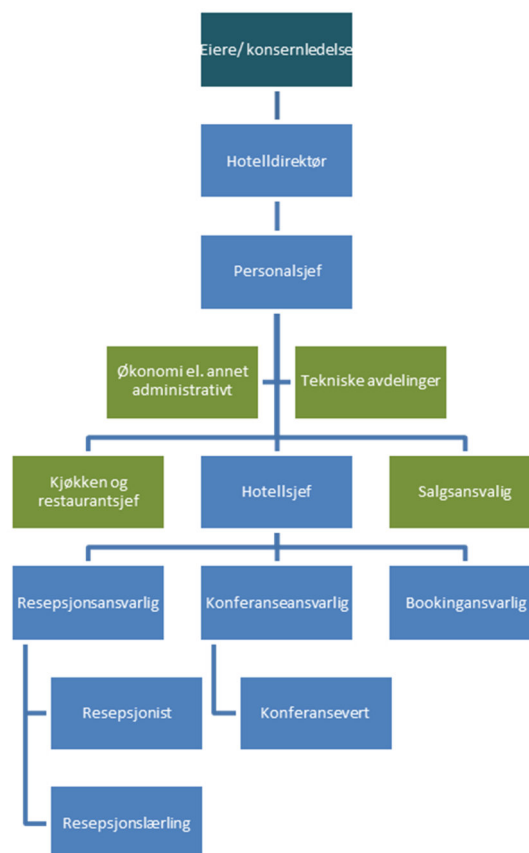 Eiere/ konsernledelse
Hotelldirektør
Personalsjef
Økonomi el. annet
administrativt
Tekniske avdelinger
Kjøkken og
restaurantsjef
Hotellsjef
Salgsansvalig
Resepsjonsansvarlig
Konferanseansvarlig
Bookingansvarlig
Resepsjonist
Konferansevert
Resepsjonslærling